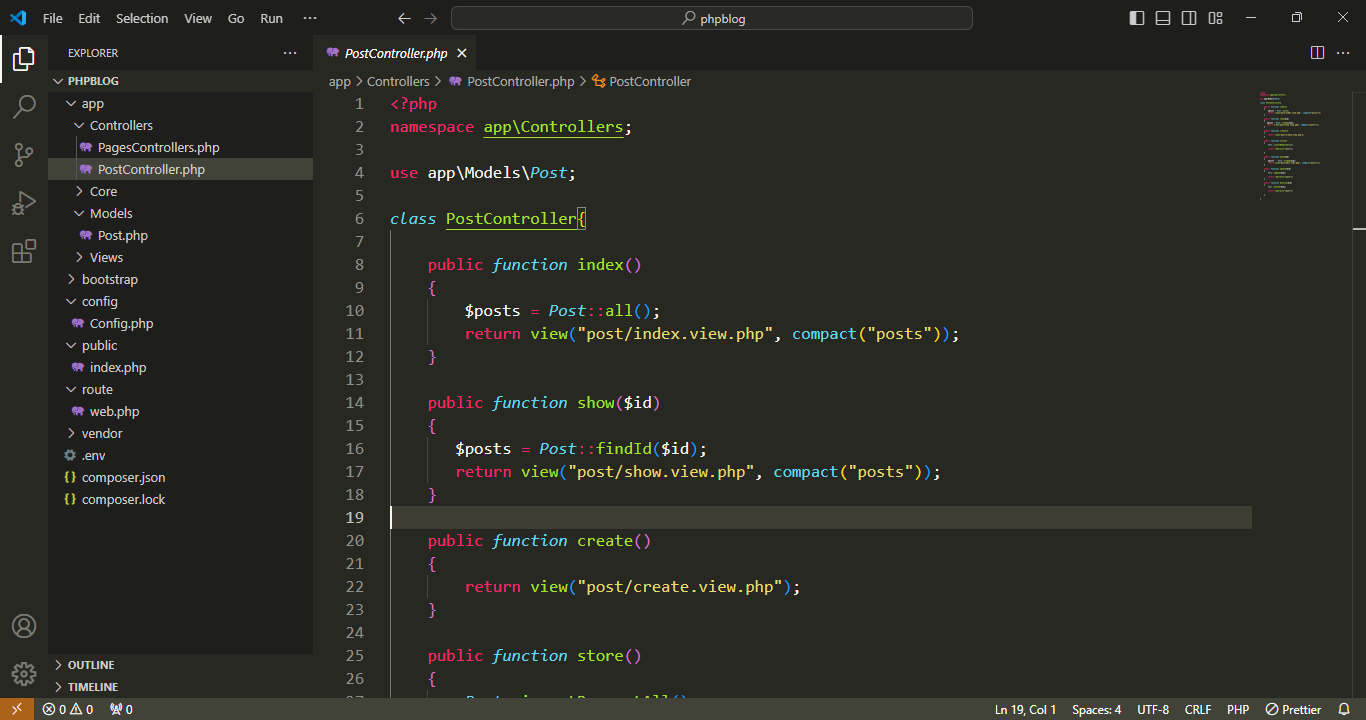 File Edit Selection View Go Run ···
phpblog
EXPLORER ···
PostController.php
PHPBLOG
app > Controllers > PostController.php > PostController
app
Controllers
PagesControllers.php
PostController.php
Core
Models
Post.php
Views
bootstrap
config
Config.php
public
index.php
route
web.php
vendor
.env
composer.json
composer.lock
OUTLINE
TIMELINE
1 <?php
2 namespace app\Controllers;
3
4 use app\Models\Post;
5
6 class PostController{
7
8 public function index()
9 {
10 $posts = Post::all();
11 return view("post/index.view.php", compact("posts"));
12 }
13
14 public function show($id)
15 {
16 $posts = Post::findId($id);
17 return view("post/show.view.php", compact("posts"));
18 }
19
20 public function create()
21 {
22 return view("post/create.view.php");
23 }
24
25 public function store()
26 {
0 0 0 Ln 19, Col 1 Spaces: 4 UTF-8 CRLF PHP Prettier